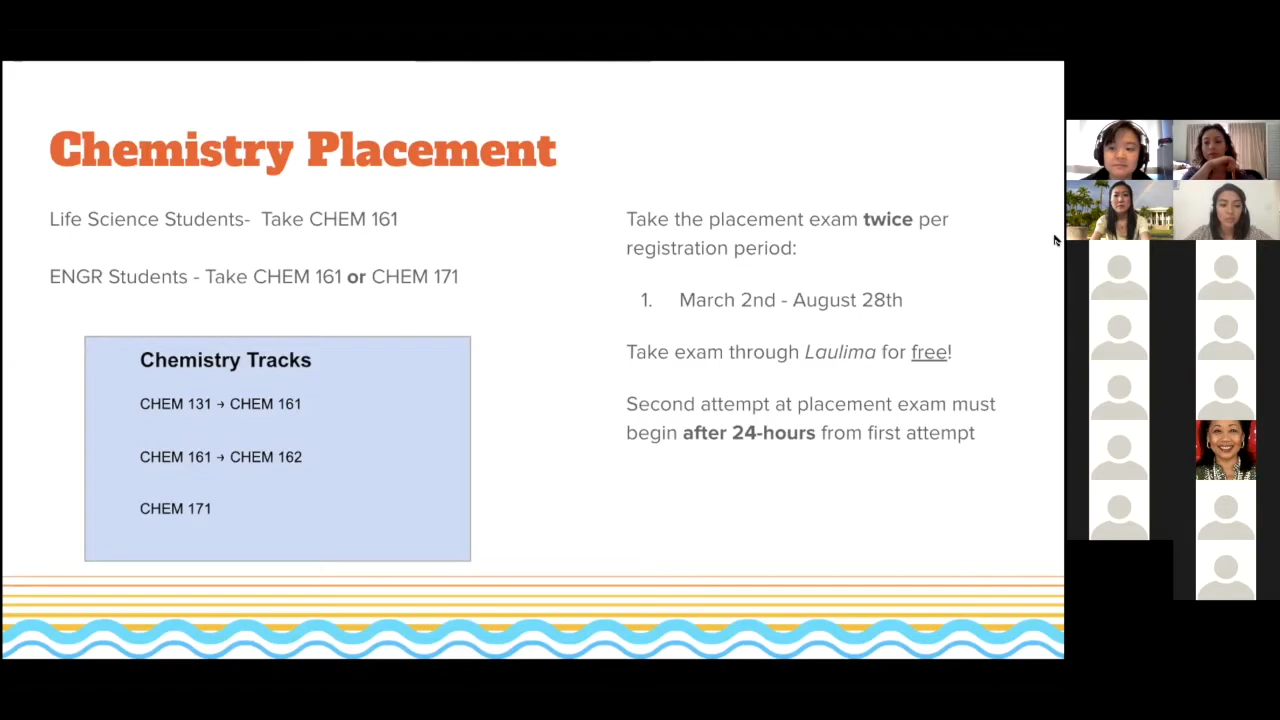 Chemistry Placement
Life Science Students-  Take CHEM 161
ENGR Students - Take CHEM 161 or CHEM 171
Chemistry Tracks
CHEM 131 → CHEM 161
CHEM 161 → CHEM 162
CHEM 171
Take the placement exam twice per
registration period:
1. March 2nd - August 28th
Take exam through Laulima for free!
Second attempt at placement exam must
begin after 24-hours from first attempt